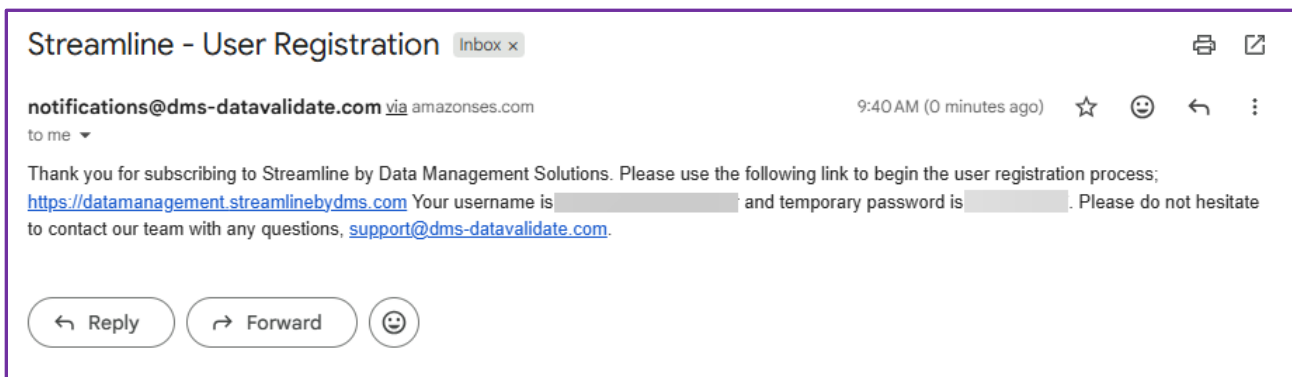 Streamline - User Registration Inbox x
notifications@dms-datavalidate.com via amazonses.com 9:40 AM (0 minutes ago)
to me
Thank you for subscribing to Streamline by Data Management Solutions. Please use the following link to begin the user registration process;
https://datamanagement.streamlinebydms.com Your username is and temporary password is . Please do not hesitate
to contact our team with any questions, support@dms-datavalidate.com.
Reply Forward